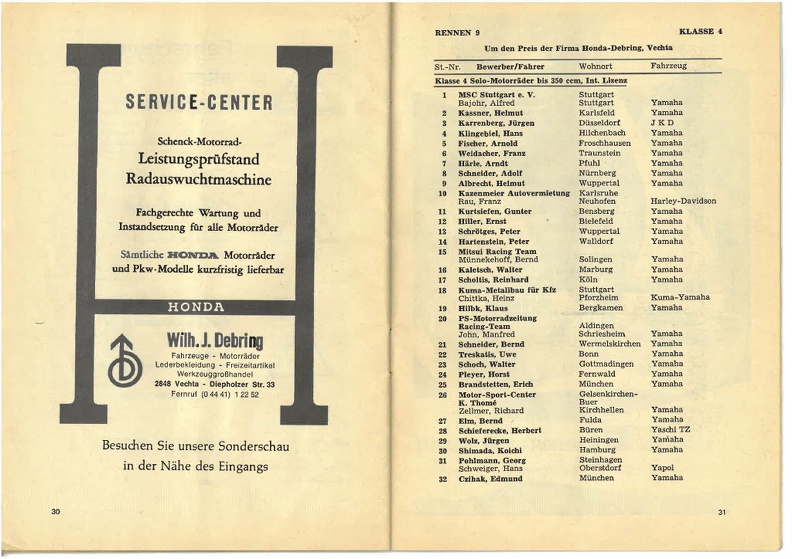 SERVICE-CENTER
Schenck-Motorrad-
Leistungsprüfstand
Radauswuchtmaschine
Fachgerechte Wartung und
Instandsetzung für alle Motorräder
Sämtliche HONDA Motorräder
und Pkw-Modelle kurzfristig lieferbar
HONDA
Wilh. J. Debring
Fahrzeuge - Motorräder
Lederbekleidung - Freizeitartikel
Werkzeuggroßhandel
2848 Vechta - Diepholzer Str. 33
Fernruf (0 44 41) 1 22 52
Besuchen Sie unsere Sonderschau
in der Nähe des Eingangs
30
RENNEN 9 KLASSE 4
Um den Preis der Firma Honda-Debring, Vechta
St.-Nr. Bewerber/Fahrer Wohnort Fahrzeug
Klasse 4 Solo-Motorräder bis 350 ccm, Int. Lizenz
1 MSC Stuttgart e. V. Stuttgart
Bajohr, Alfred Stuttgart Yamaha
2 Kassner, Helmut Karlsfeld Yamaha
3 Karrenberg, Jürgen Düsseldorf J K D
4 Klingebiel, Hans Hilchenbach Yamaha
5 Fischer, Arnold Froschhausen Yamaha
6 Weidacher, Franz Traunstein Yamaha
7 Härle, Arndt Pfuhl Yamaha
8 Schneider, Adolf Nürnberg Yamaha
9 Albrecht, Helmut Wuppertal Yamaha
10 Kazenmeier Autovermietung Karlsruhe
Rau, Franz Neuhofen Harley-Davidson
11 Kurtsiefen, Gunter Bensberg Yamaha
12 Hiller, Ernst Bielefeld Yamaha
13 Schrötges, Peter Wuppertal Yamaha
14 Hartenstein, Peter Walldorf Yamaha
15 Mitsui Racing Team
Münnekehoff, Bernd Solingen Yamaha
16 Kaletsch, Walter Marburg Yamaha
17 Scholtis, Reinhard Köln Yamaha
18 Kuma-Metallbau für Kfz Stuttgart
Chittka, Heinz Pforzheim Kuma-Yamaha
19 Hilbk, Klaus Bergkamen Yamaha
20 PS-Motorradzeitung
Racing-Team Aldingen
John, Manfred Schriesheim Yamaha
21 Schneider, Bernd Wermelskirchen Yamaha
22 Treskatis, Uwe Bonn Yamaha
23 Schoch, Walter Gottmadingen Yamaha
24 Pleyer, Horst Fernwald Yamaha
25 Brandstetten, Erich München Yamaha
26 Motor-Sport-Center Gelsenkirchen-
K. Thomé Buer
Zellmer, Richard Kirchhellen Yamaha
27 Elm, Bernd Fulda Yamaha
28 Schieferecke, Herbert Büren Yaschi TZ
29 Wolz, Jürgen Heiningen Yamaha
30 Shimada, Koichi Hamburg Yamaha
31 Pohlmann, Georg Steinhagen
Schweiger, Hans Oberstdorf Yapol
32 Czihak, Edmund München Yamaha
31